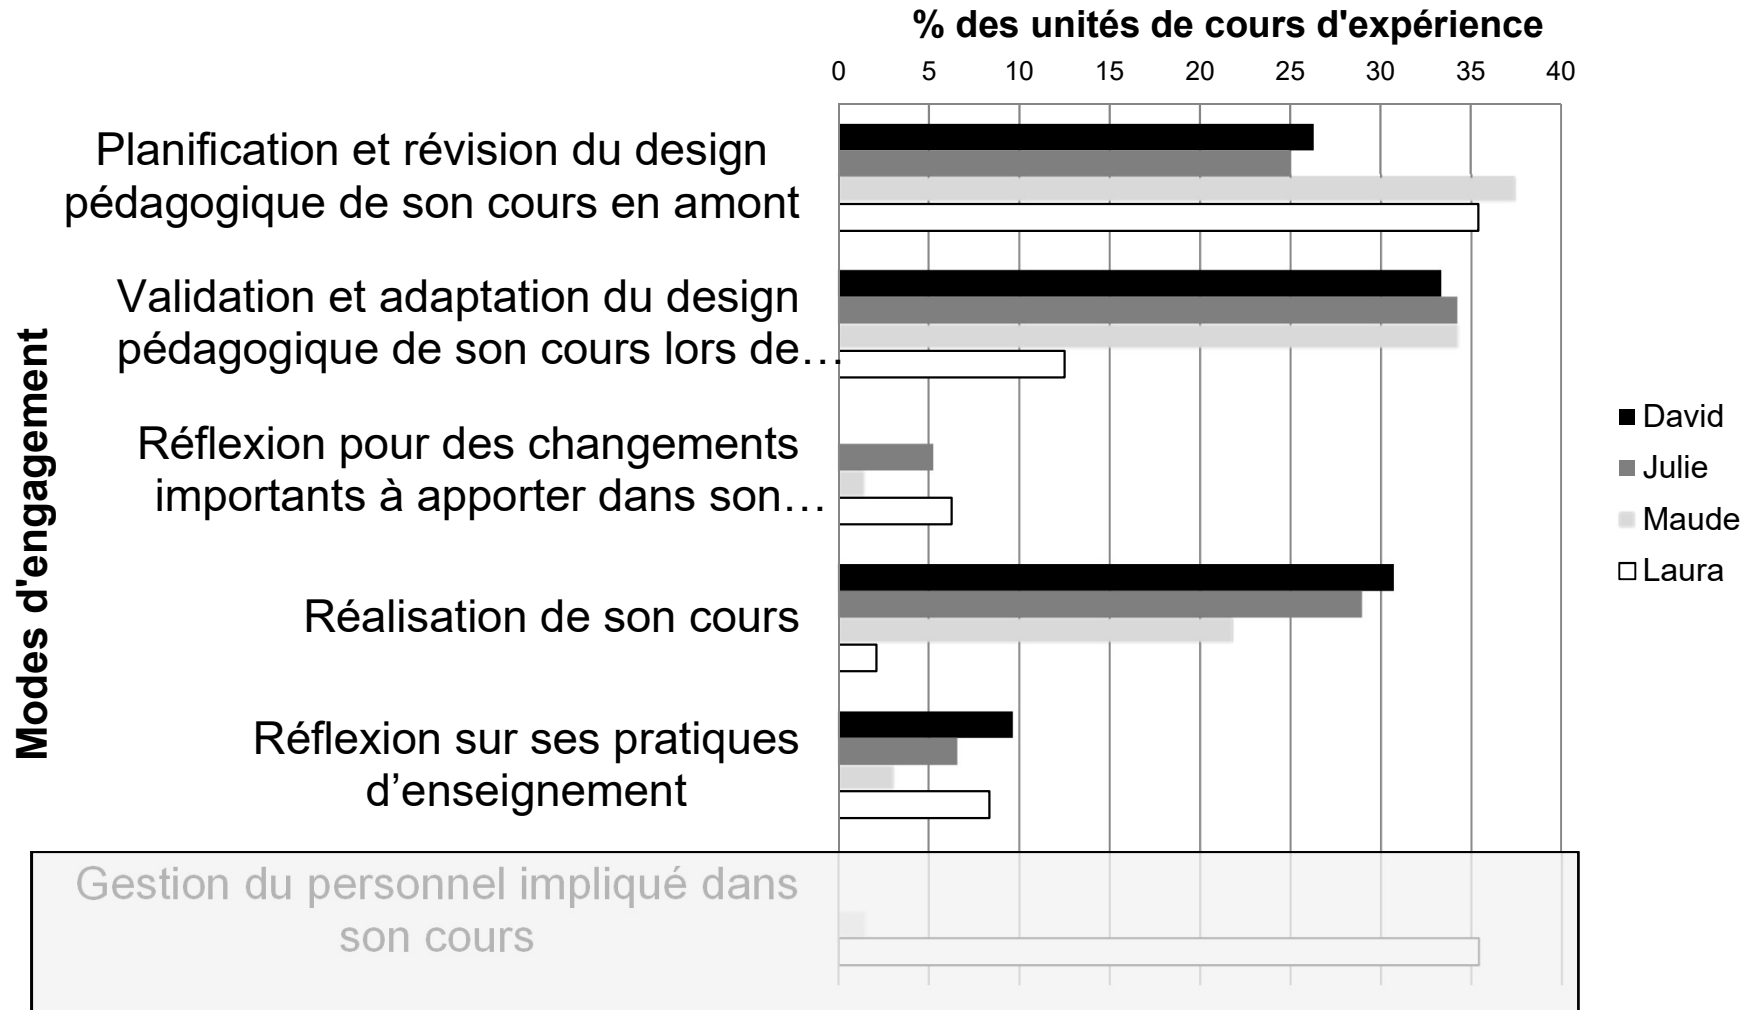 % des unités de cours d'expérience
0 5 10 15 20 25 30 35 40
Planification et révision du design
pédagogique de son cours en amont
Validation et adaptation du design
pédagogique de son cours lors de…
Réflexion pour des changements
importants à apporter dans son…
Réalisation de son cours
Réflexion sur ses pratiques
d’enseignement
Gestion du personnel impliqué dans
son cours
Modes d'engagement
David
Julie
Maude
Laura